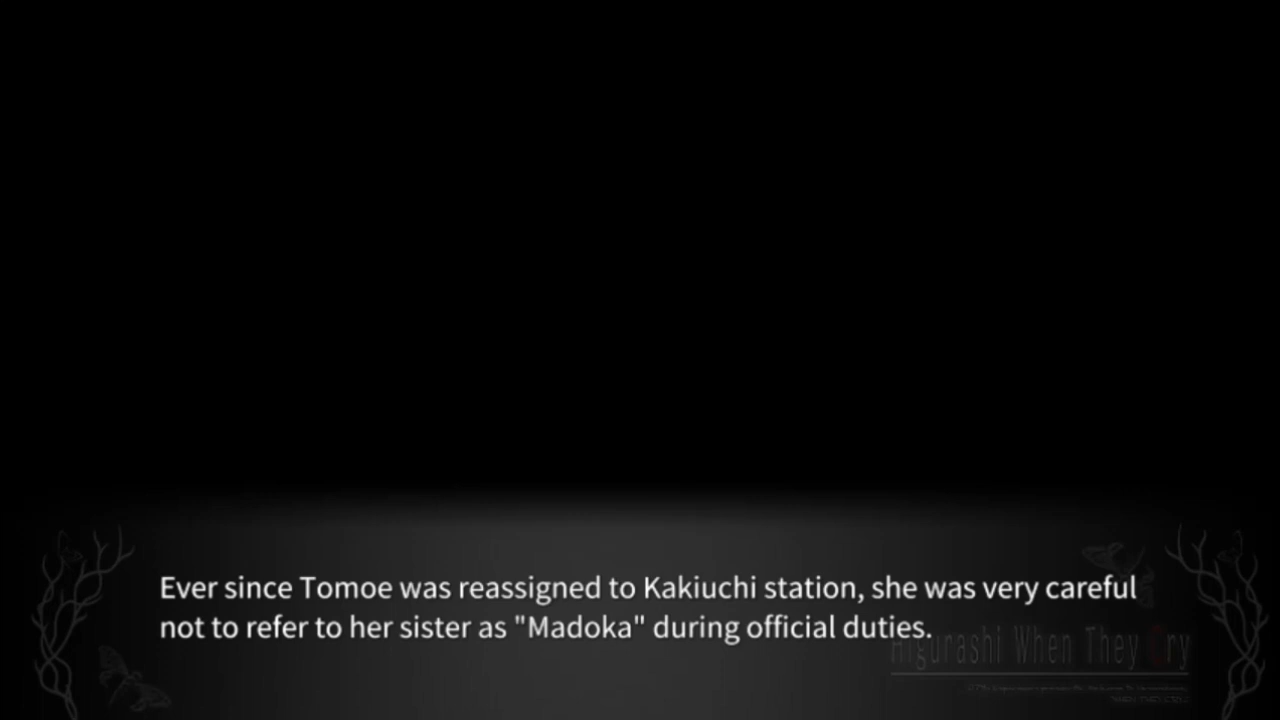 Ever since Tomoe was reassigned to Kakiuchi station, she was very careful
not to refer to her sister as "Madoka" during official duties.
Higurashi When They Cry